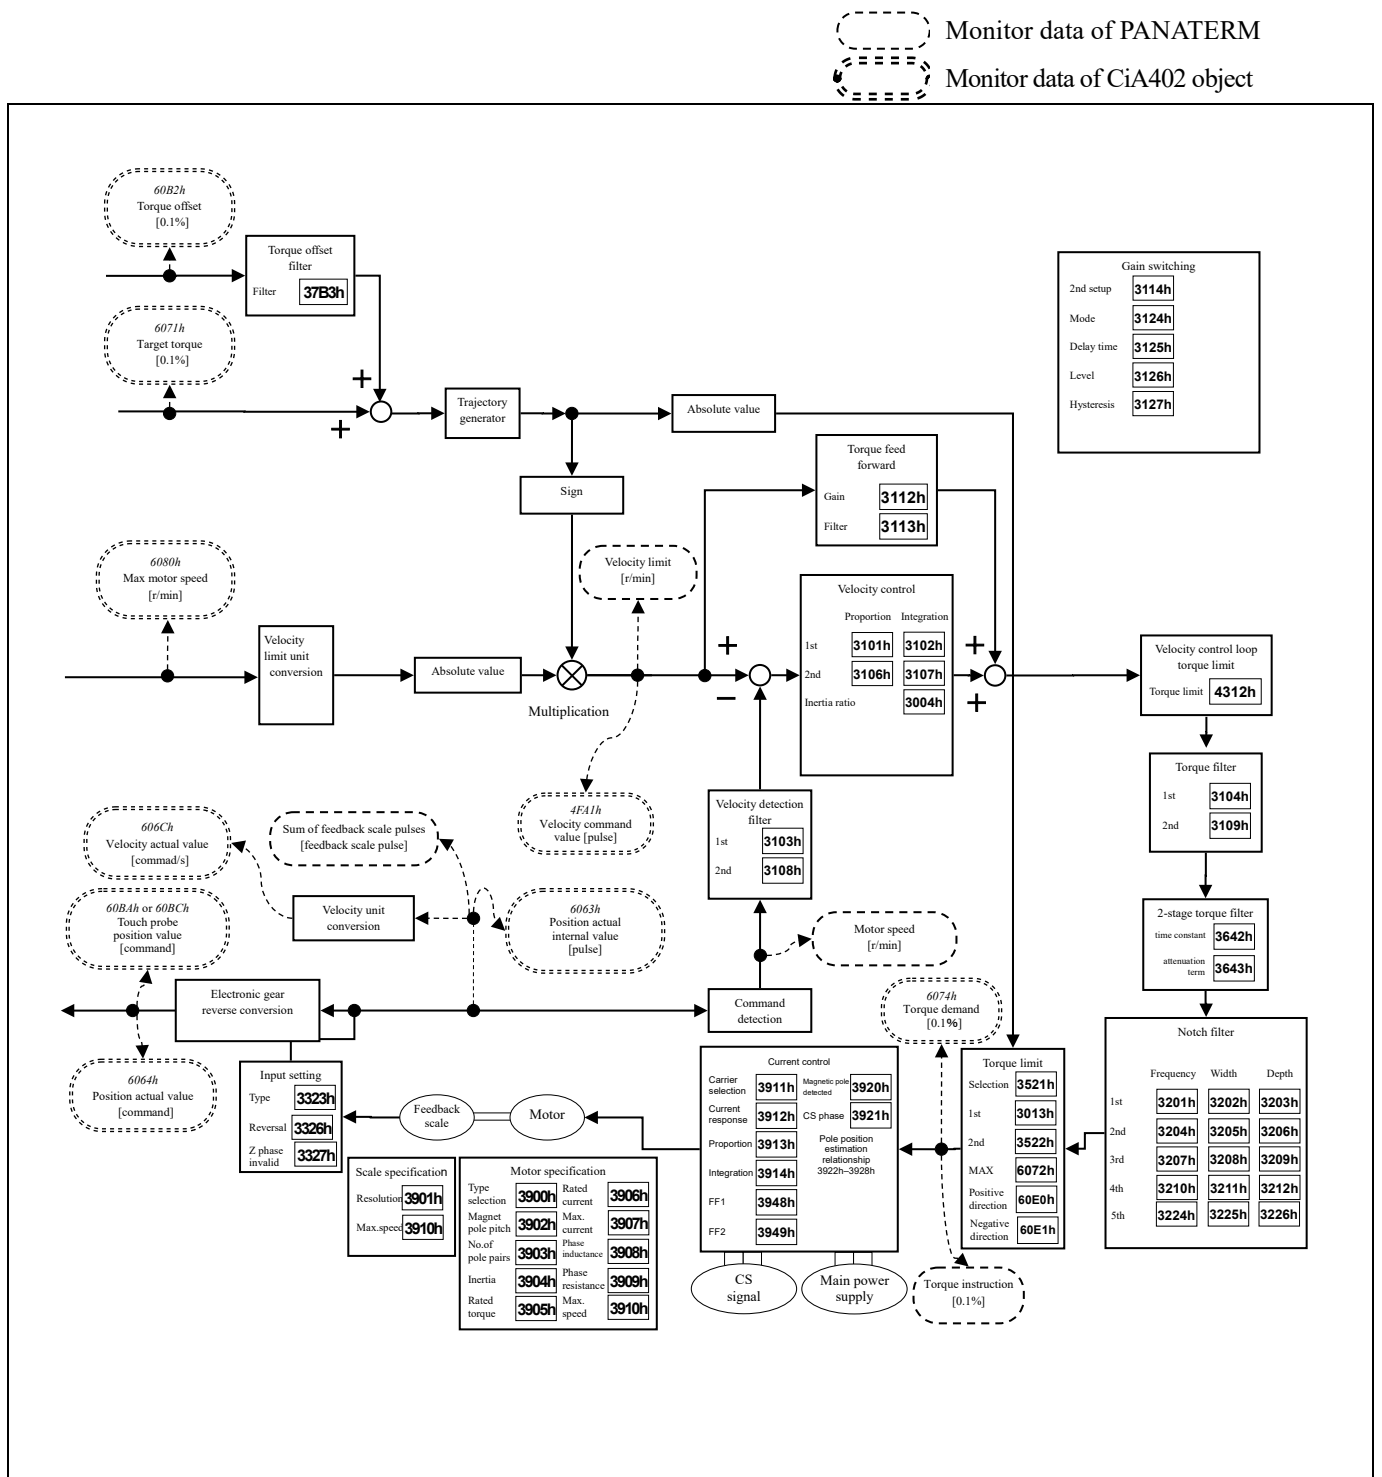 Monitor data of PANATERM
Monitor data of CiA402 object
60B2h
Torque offset
[0.1%]
Torque offset
filter
Filter
37B3h
6071h
Target torque
[0.1%]
+
+
Trajectory
generator
Absolute value
Sign
Gain switching
2nd setup 3114h
Mode 3124h
Delay time 3125h
Level 3126h
Hysteresis 3127h
Torque feed
forward
Gain 3112h
Filter 3113h
6080h
Max motor speed
[r/min]
Velocity
limit unit
conversion
Absolute value
Multiplication
Velocity limit
[r/min]
+
−
Velocity control
Proportion Integration
1st 3101h 3102h
2nd 3106h 3107h
Inertia ratio 3004h
+
+
Velocity control loop
torque limit
Torque limit 4312h
Torque filter
1st 3104h
2nd 3109h
4FA1h
Velocity command
value [pulse]
Velocity detection
filter
1st 3103h
2nd 3108h
606Ch
Velocity actual value
[commad/s]
Sum of feedback scale pulses
[feedback scale pulse]
60BAh or 60BCh
Touch probe
position value
[command]
Velocity unit
conversion
6063h
Position actual
internal value
[pulse]
Motor speed
[r/min]
2-stage torque filter
time constant 3642h
attenuation
term
3643h
Electronic gear
reverse conversion
Command
detection
6074h
Torque demand
[0.1%]
6064h
Position actual value
[command]
Input setting
Type 3323h
Reversal 3326h
Z phase
invalid
3327h
Feedback
scale
Motor
Current control
Carrier
selection
3911h
Magnetic pole
detected
3920h
Current
response
3912h
CS phase 3921h
Proportion 3913h
Pole position
estimation
relationship
3922h–3928h
Integration 3914h
FF1 3948h
FF2 3949h
CS
signal
Main power
supply
Torque limit
Selection 3521h
1st 3013h
2nd 3522h
MAX 6072h
Positive
direction
60E0h
Negative
direction
60E1h
Notch filter
Frequency Width Depth
1st 3201h 3202h 3203h
2nd 3204h 3205h 3206h
3rd 3207h 3208h 3209h
4th 3210h 3211h 3212h
5th 3224h 3225h 3226h
Scale specification
Resolution 3901h
Max.speed 3910h
Motor specification
Type
selection
3900h
Rated
current
3906h
Magnet
pole pitch
3902h
Max.
current
3907h
No.of
pole pairs
3903h
Phase
inductance
3908h
Inertia 3904h
Phase
resistance
3909h
Rated
torque
3905h
Max.
speed
3910h
Torque instruction
[0.1%]